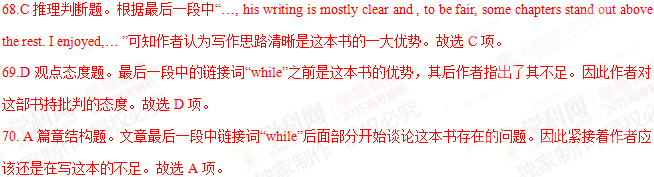 68.C 推理判断题。根据最后一段中“…, his writing is mostly clear and , to be fair, some chapters stand out above
the rest. I enjoyed,… ”可知作者认为写作思路清晰是这本书的一大优势。故选 C 项。
69.D 观点态度题。最后一段中的链接词“while”之前是这本书的优势，其后作者指出了其不足。因此作者对
这部书持批判的态度。故选 D 项。
70. A 篇章结构题。文章最后一段中链接词“while”后面部分开始谈论这本书存在的问题。因此紧接着作者应
该还是在写这本的不足。故选 A 项。